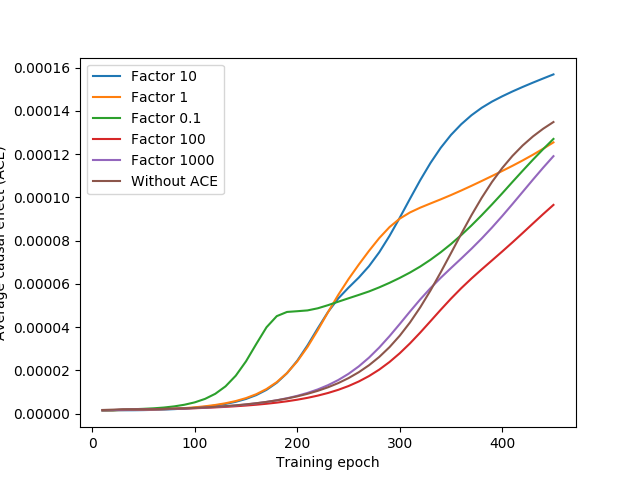 0.00016
0.00014
0.00012
0.00010
0.00008
0.00006
0.00004
0.00002
0.00000
Average causal effect (ACE)
Factor 10
Factor 1
Factor 0.1
Factor 100
Factor 1000
Without ACE
0
100
200
300
400
Training epoch